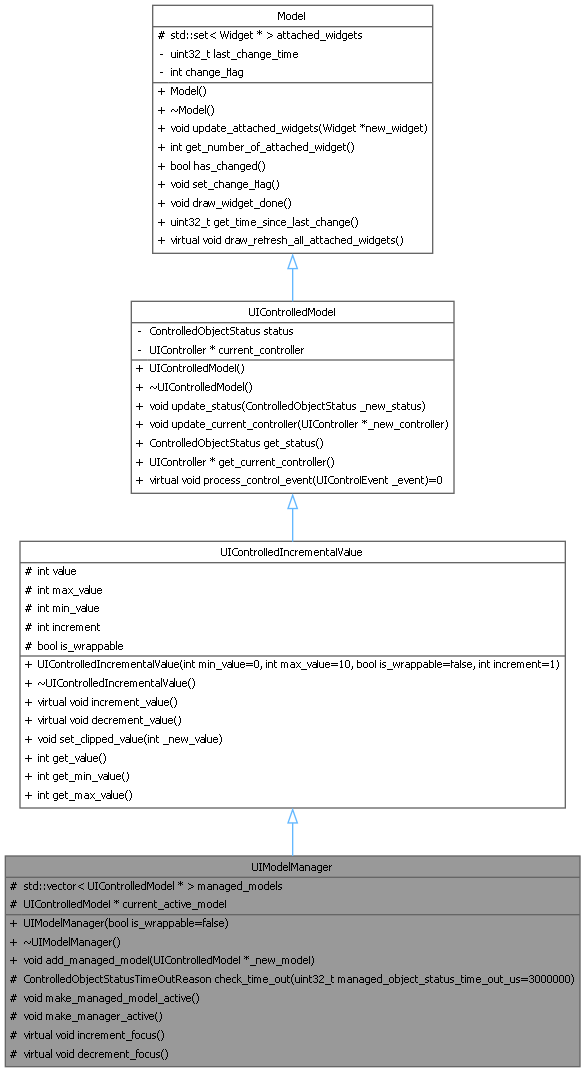 Model
# std::set< Widget * > attached_widgets
- uint32_t last_change_time
- int change_flag
+ Model()
+ ~Model()
+ void update_attached_widgets(Widget *new_widget)
+ int get_number_of_attached_widget()
+ bool has_changed()
+ void set_change_flag()
+ void draw_widget_done()
+ uint32_t get_time_since_last_change()
+ virtual void draw_refresh_all_attached_widgets()
UIControlledModel
- ControlledObjectStatus status
- UIController * current_controller
+ UIControlledModel()
+ ~UIControlledModel()
+ void update_status(ControlledObjectStatus _new_status)
+ void update_current_controller(UIController *_new_controller)
+ ControlledObjectStatus get_status()
+ UIController * get_current_controller()
+ virtual void process_control_event(UIControlEvent _event)=0
UIControlledIncrementalValue
# int value
# int max_value
# int min_value
# int increment
# bool is_wrappable
+ UIControlledIncrementalValue(int min_value=0, int max_value=10, bool is_wrappable=false, int increment=1)
+ ~UIControlledIncrementalValue()
+ virtual void increment_value()
+ virtual void decrement_value()
+ void set_clipped_value(int _new_value)
+ int get_value()
+ int get_min_value()
+ int get_max_value()
UIModelManager
# std::vector< UIControlledModel * > managed_models
# UIControlledModel * current_active_model
+ UIModelManager(bool is_wrappable=false)
+ ~UIModelManager()
+ void add_managed_model(UIControlledModel *_new_model)
# ControlledObjectStatusTimeOutReason check_time_out(uint32_t managed_object_status_time_out_us=3000000)
# void make_managed_model_active()
# void make_manager_active()
# virtual void increment_focus()
# virtual void decrement_focus()